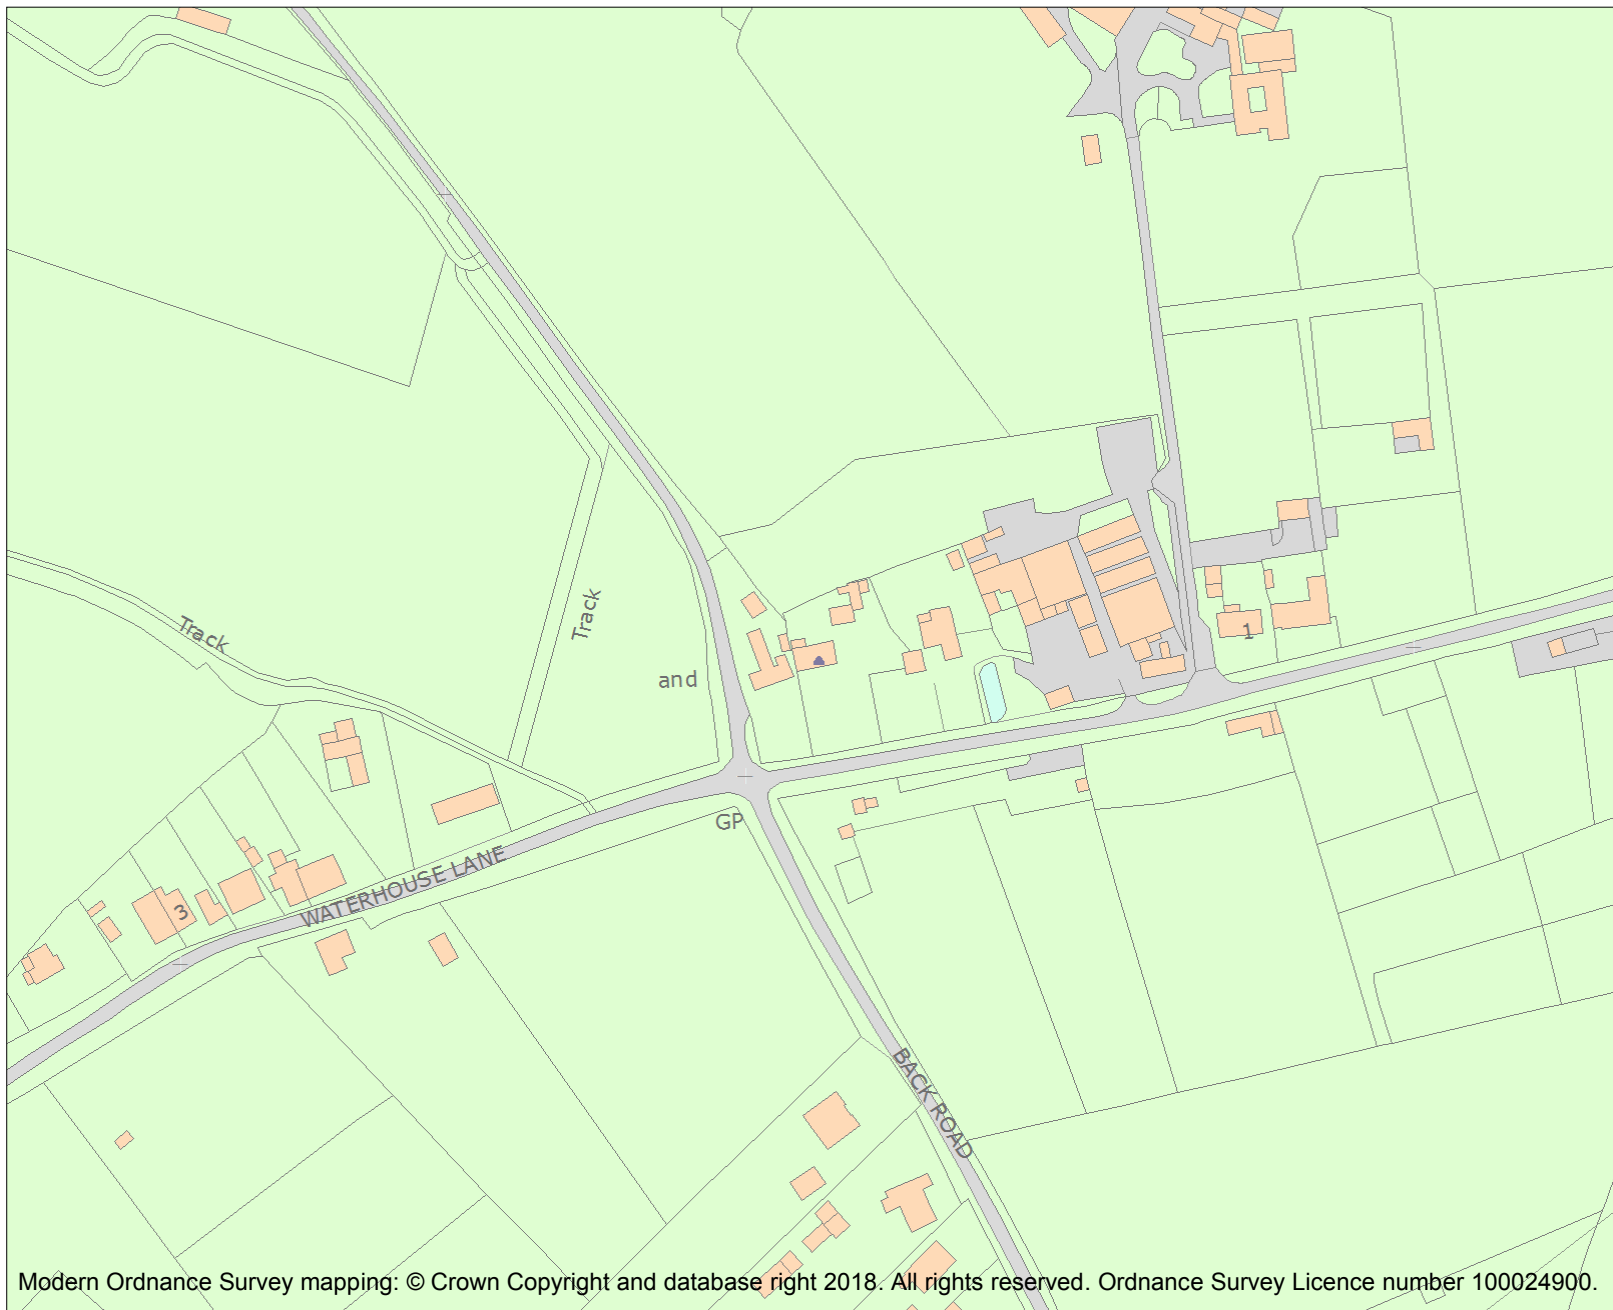 Track
Track
1
and
GP
WATERHOUSE LANE
3
BACK ROAD
Modern Ordnance Survey mapping: © Crown Copyright and database right 2018. All rights reserved. Ordnance Survey Licence number 100024900.